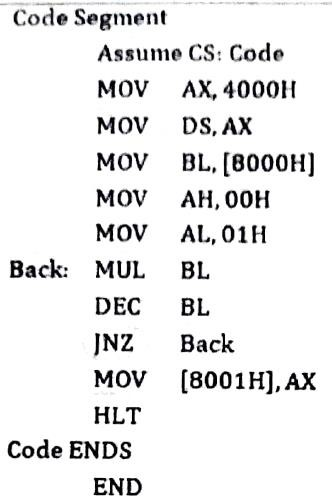 Code Segment
Assume CS: Code
MOV AX, 4000H
MOV DS, AX
MOV BL, [8000H]
MOV AH, 00H
MOV AL, 01H
Back: MUL BL
DEC BL
JNZ Back
MOV [8001H], AX
HLT
Code ENDS
END